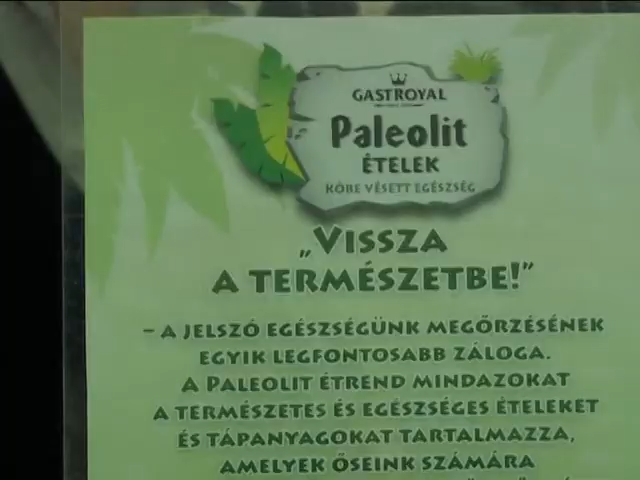 GASTROYAL
Paleolit
ÉTELEK
KŐBE VÉSETT EGÉSZSÉG
„VISSZA
A TERMÉSZETBE!”
– A JELSZÓ EGÉSZSÉGÜNK MEGŐRZÉSÉNEK
EGYIK LEGFONTOSABB ZÁLOGA.
A PALEOLIT ÉTREND MINDAZOKAT
A TERMÉSZETES ÉS EGÉSZSÉGES ÉTELEKET
ÉS TÁPANYAGOKAT TARTALMAZZA,
AMELYEK ŐSEINK SZÁMÁRA